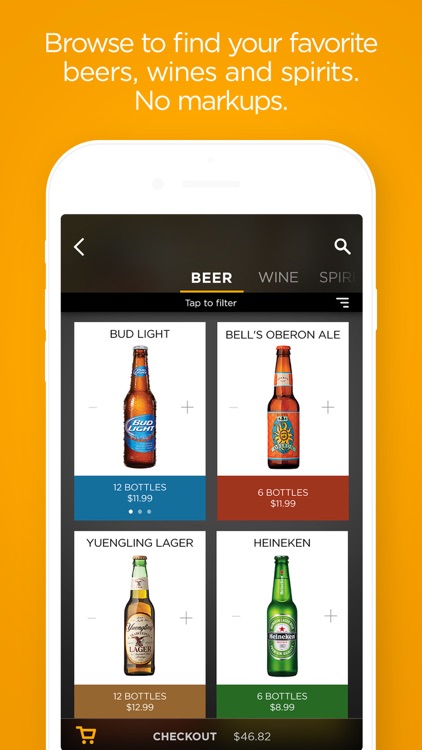 Browse to find your favorite
beers, wines and spirits.
No markups.
BEER WINE SPIRI
Tap to filter
BUD LIGHT
BUD
LIGHT
12 BOTTLES
$11.99
BELL'S OBERON ALE
6 BOTTLES
$11.99
YUENGLING LAGER
Yuengling
LAGER
12 BOTTLES
$12.99
HEINEKEN
Heineken
6 BOTTLES
$8.99
CHECKOUT $46.82